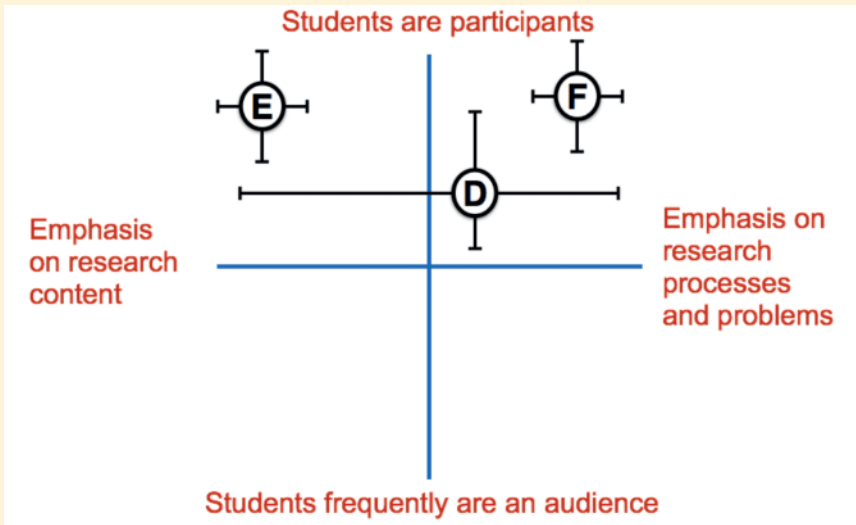 Students are participants
E
F
D
Emphasis
on research
content
Emphasis on
research
processes
and problems
Students frequently are an audience